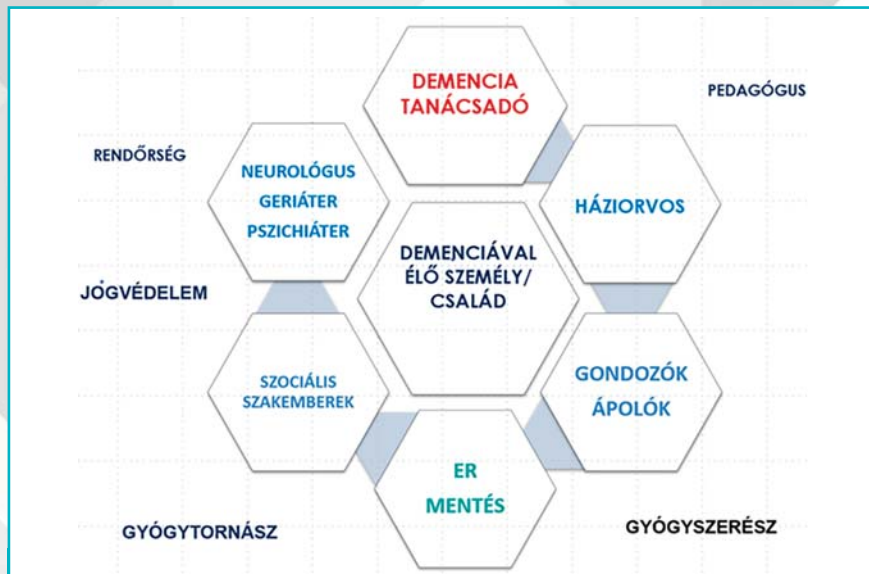 DEMENCIA
TANÁCSADÓ
PEDAGÓGUS
RENDŐRSÉG
NEUROLÓGUS
GERIÁTER
PSZICHIÁTER
HÁZIORVOS
DEMENCIÁVAL
ÉLŐ SZEMÉLY/
CSALÁD
JOGVÉDELEM
SZOCIÁLIS
SZAKEMBEREK
GONDOZÓK
ÁPOLÓK
ER
MENTÉS
GYÓGYTORNÁSZ
GYÓGYSZERÉSZ